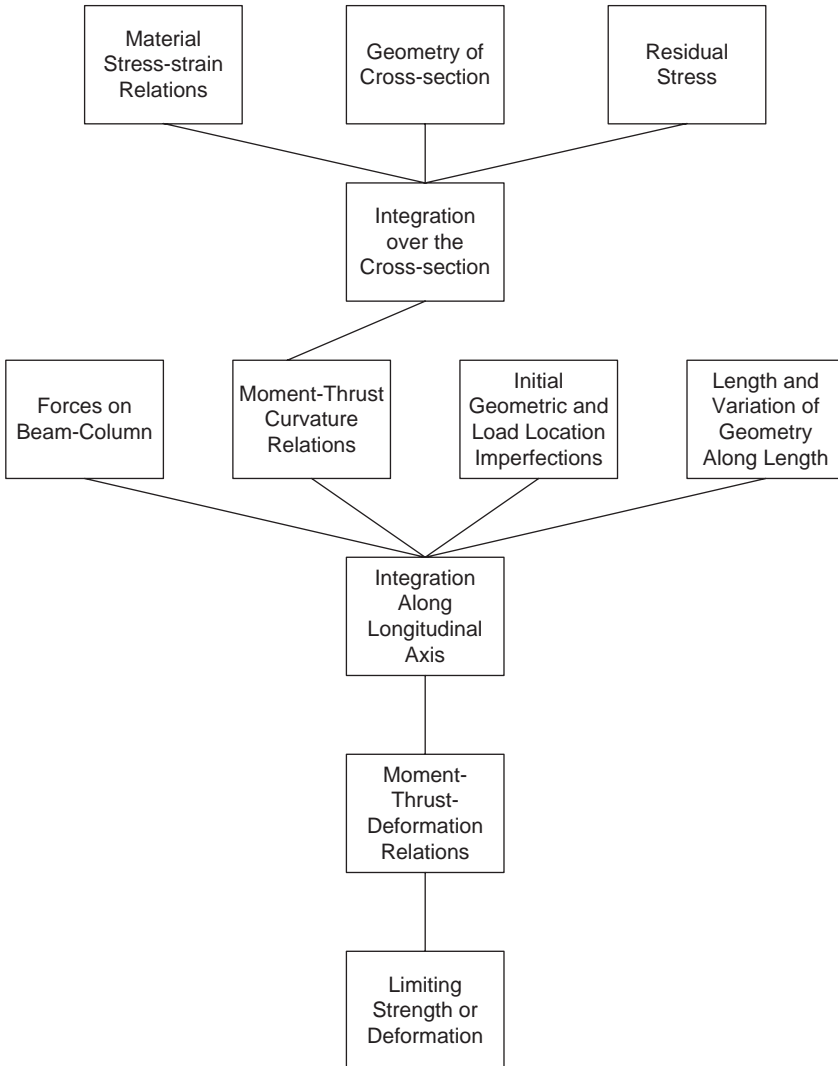 Material
Stress-strain
Relations
Geometry of
Cross-section
Residual
Stress
Integration
over the
Cross-section
Forces on
Beam-Column
Moment-Thrust
Curvature
Relations
Initial
Geometric and
Load Location
Imperfections
Length and
Variation of
Geometry
Along Length
Integration
Along
Longitudinal
Axis
Moment-
Thrust-
Deformation
Relations
Limiting
Strength or
Deformation